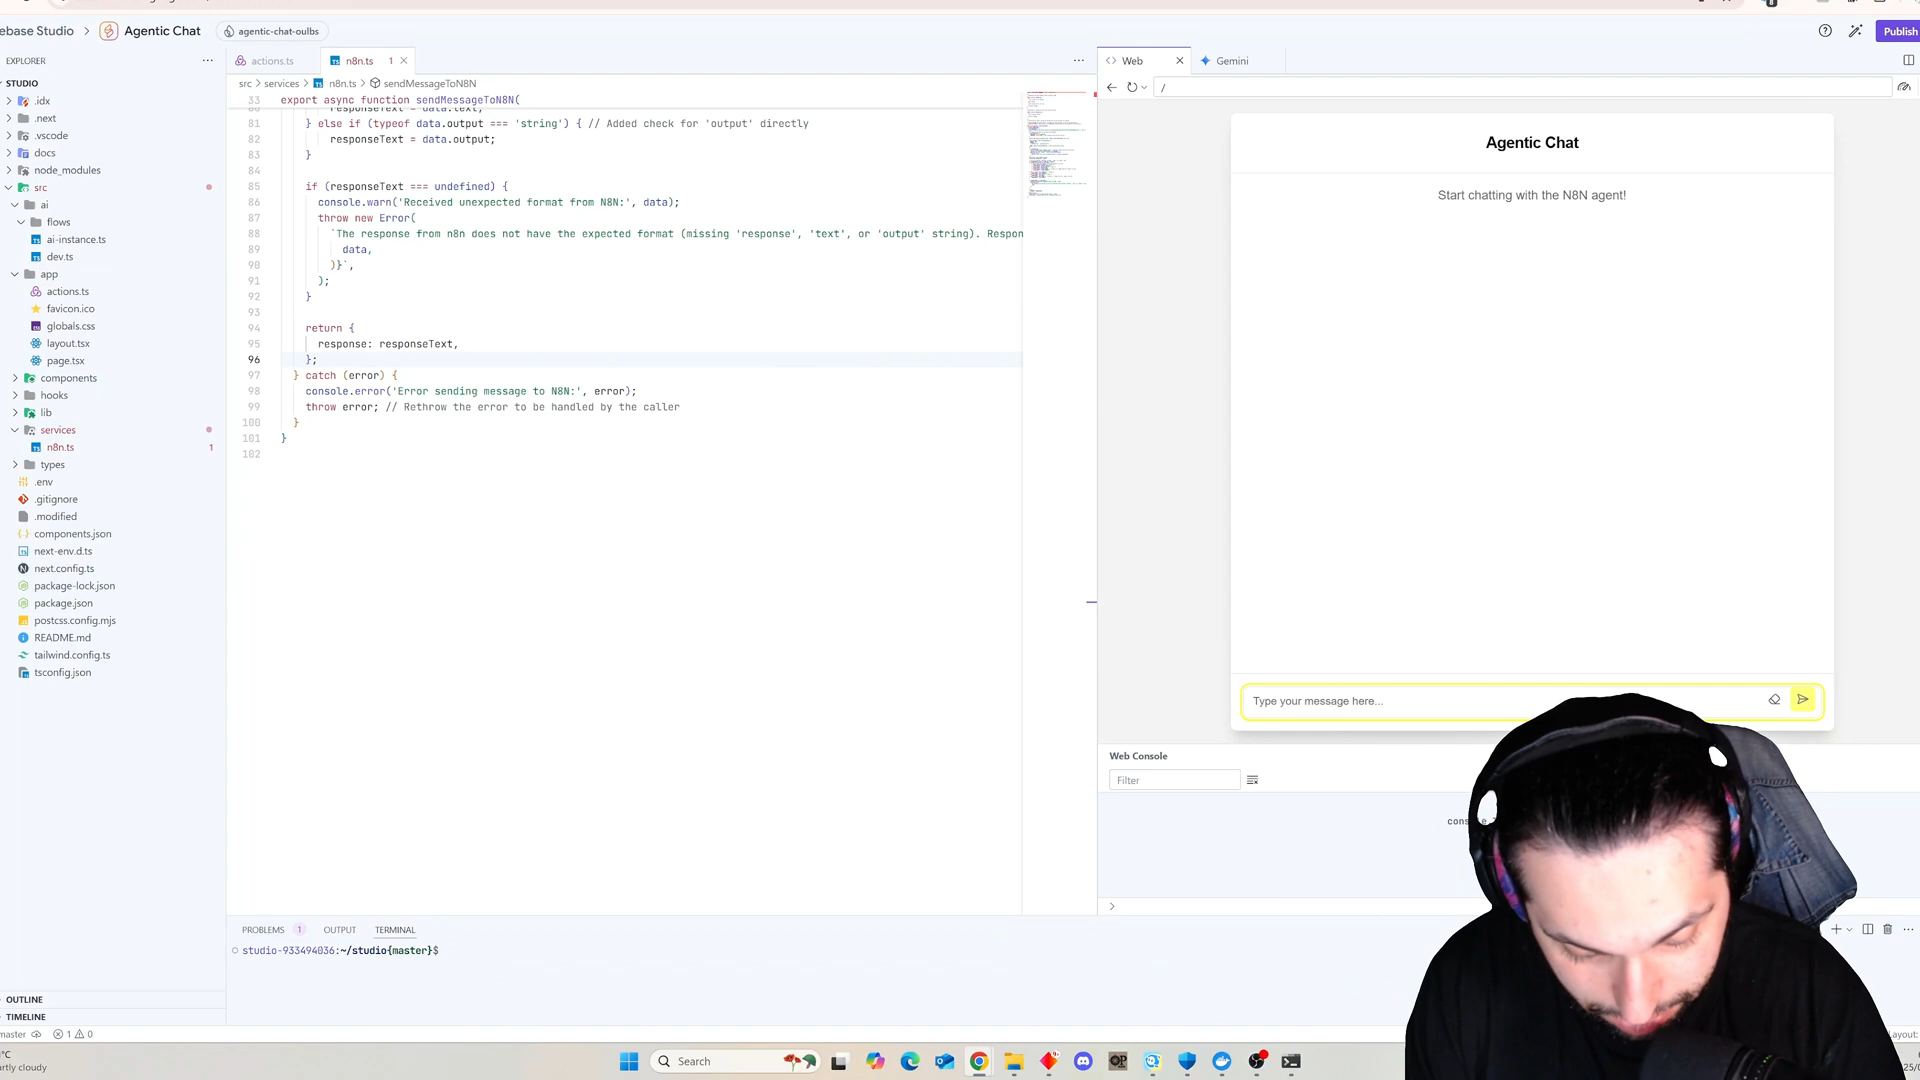 ebase Studio > Agentic Chat agentic-chat-oulbs
Publish
EXPLORER
STUDIO
.idx
.next
.vscode
docs
node_modules
src
ai
flows
ai-instance.ts
dev.ts
app
actions.ts
favicon.ico
globals.css
layout.tsx
page.tsx
components
hooks
lib
services
n8n.ts 1
types
.env
.gitignore
.modified
components.json
next-env.d.ts
next.config.ts
package-lock.json
package.json
postcss.config.mjs
README.md
tailwind.config.ts
tsconfig.json
OUTLINE
TIMELINE
master 1 0
actions.ts n8n.ts 1
src > services > n8n.ts > sendMessageToN8N
33 export async function sendMessageToN8N(
81 } else if (typeof data.output === 'string') { // Added check for 'output' directly
82 responseText = data.output;
83 }
84
85 if (responseText === undefined) {
86 console.warn('Received unexpected format from N8N:', data);
87 throw new Error(
88 `The response from n8n does not have the expected format (missing 'response', 'text', or 'output' string). Respon
89 data,
90 )}`,
91 );
92 }
93
94 return {
95 response: responseText,
96 };
97 } catch (error) {
98 console.error('Error sending message to N8N:', error);
99 throw error; // Rethrow the error to be handled by the caller
100 }
101 }
102
PROBLEMS 1 OUTPUT TERMINAL
studio-933494036:~/studio{master}$
Web Gemini
/
Agentic Chat
Start chatting with the N8N agent!
Type your message here...
Web Console
Filter
Layout:
°C
artly cloudy
Search